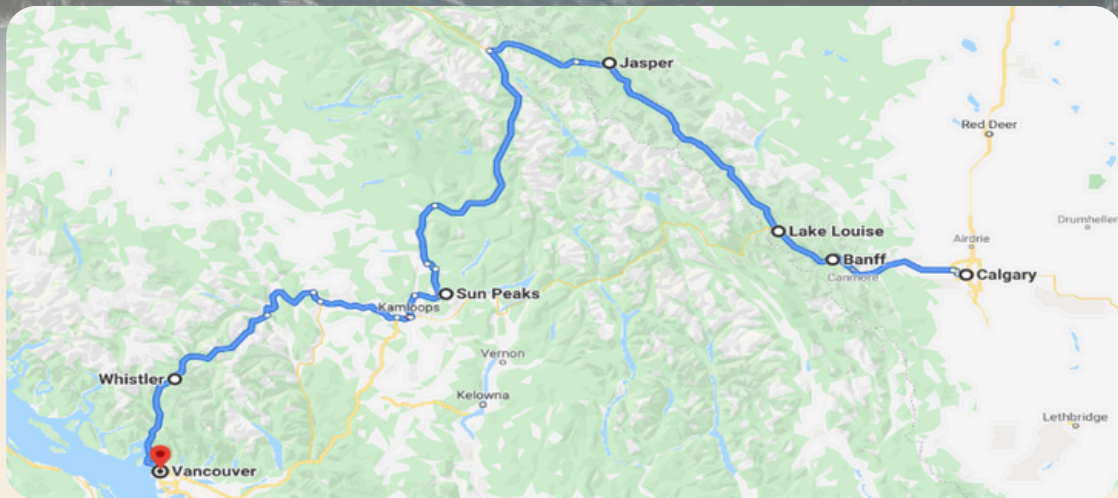 Jasper
Red Deer
Drumheller
Lake Louise
Airdrie
Banff
Canmore
Calgary
Sun Peaks
Kamloops
Vernon
Whistler
Kelowna
Lethbridge
Vancouver